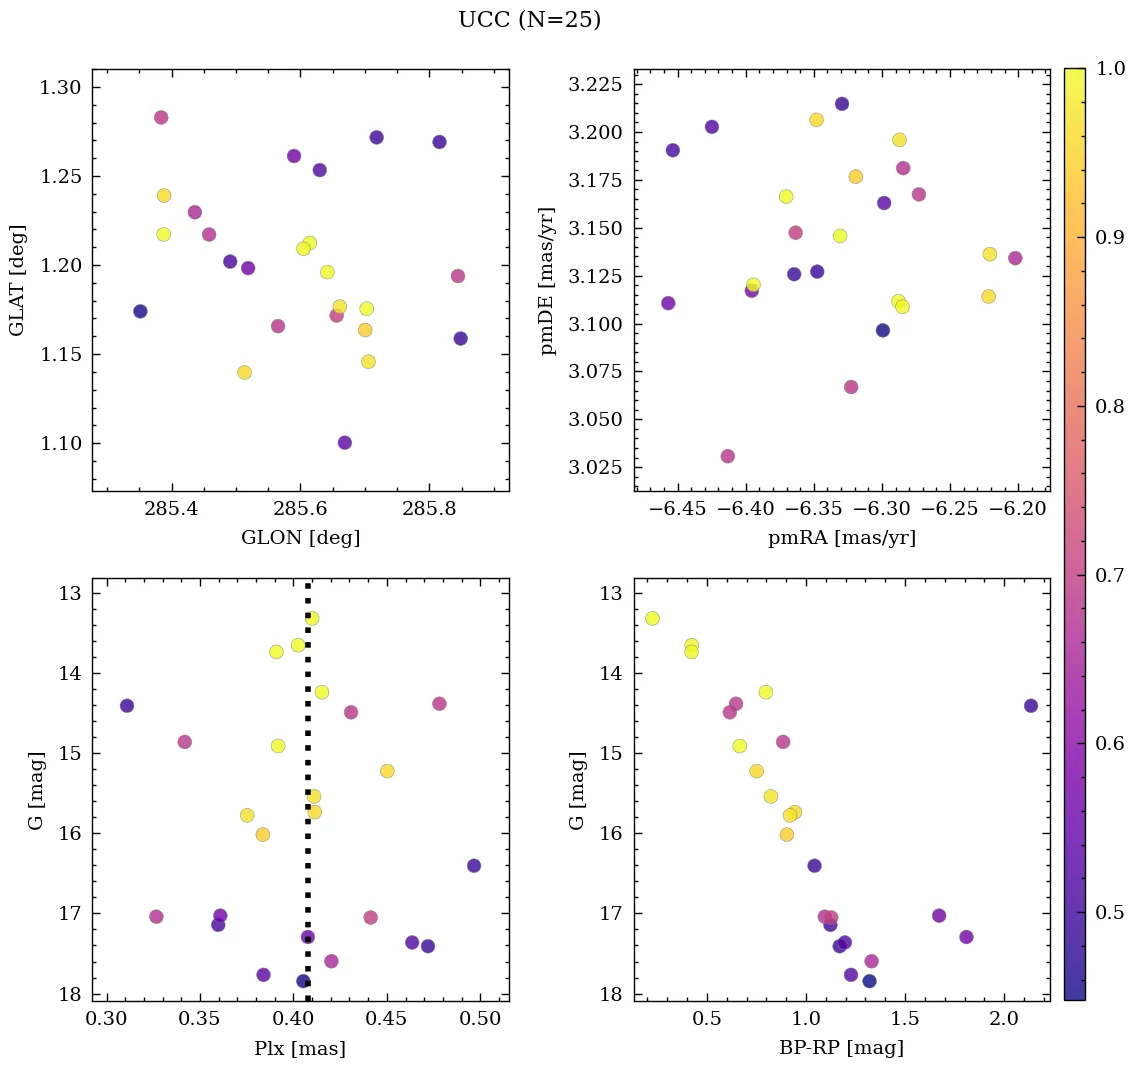 UCC (N=25)
1.30
1.25
1.20
1.15
1.10
GLAT [deg]
285.4 285.6 285.8
GLON [deg]
3.225
3.200
3.175
3.150
3.125
3.100
3.075
3.050
3.025
pmDE [mas/yr]
−6.45 −6.40 −6.35 −6.30 −6.25 −6.20
pmRA [mas/yr]
13
14
15
16
17
18
G [mag]
0.30 0.35 0.40 0.45 0.50
Plx [mas]
13
14
15
16
17
18
G [mag]
0.5 1.0 1.5 2.0
BP-RP [mag]
1.0
0.9
0.8
0.7
0.6
0.5